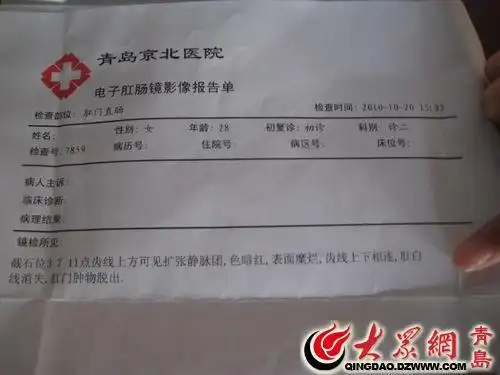 青岛京北医院
电子肛肠镜影像报告单
检查部位: 肛门直肠 检查时间: 2010-10-20 15:35
姓名: 性别: 女 年龄: 28 初复诊: 初诊 科别: 诊二
检查号: 7859 病历号: 住院号: 病区号: 床位号:
病人主诉:
临床诊断:
病理结果:
镜检所见:
截石位3 7 11点齿线上方可见扩张静脉团,色暗红,表面糜烂,齿线上下相连,肛白
线消失.肛门肿物脱出.
大众網 青島
QINGDAO.DZWWW.COM